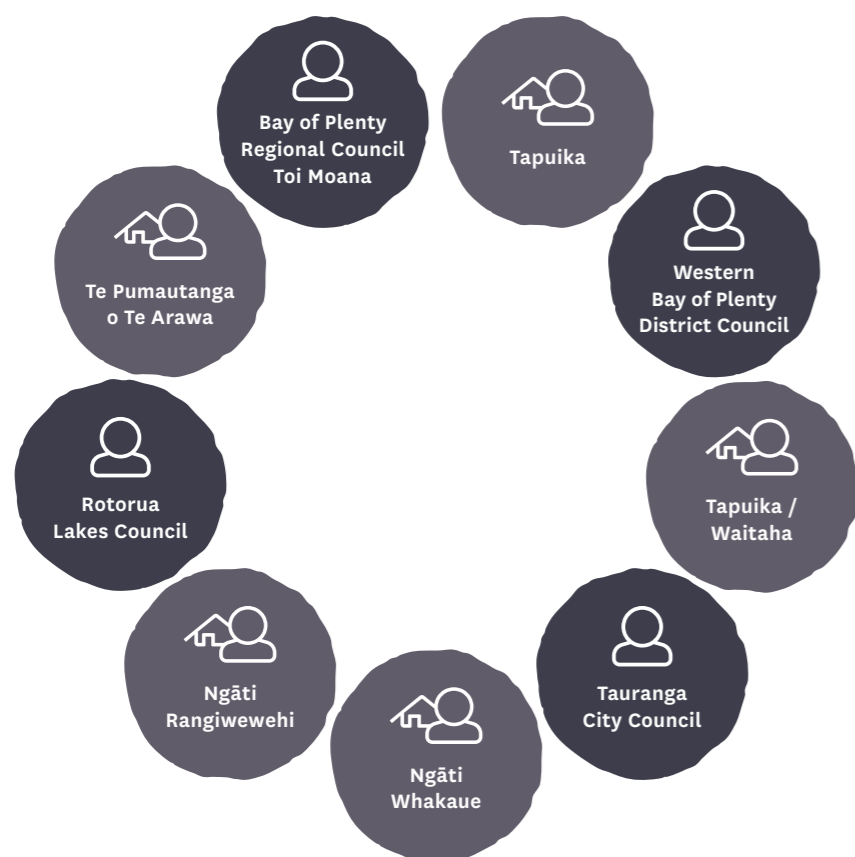 Bay of Plenty
Regional Council
Toi Moana
Tapuika
Western
Bay of Plenty
District Council
Tapuika /
Waitaha
Tauranga
City Council
Ngāti
Whakaue
Ngāti
Rangiwewehi
Rotorua
Lakes Council
Te Pumautanga
o Te Arawa